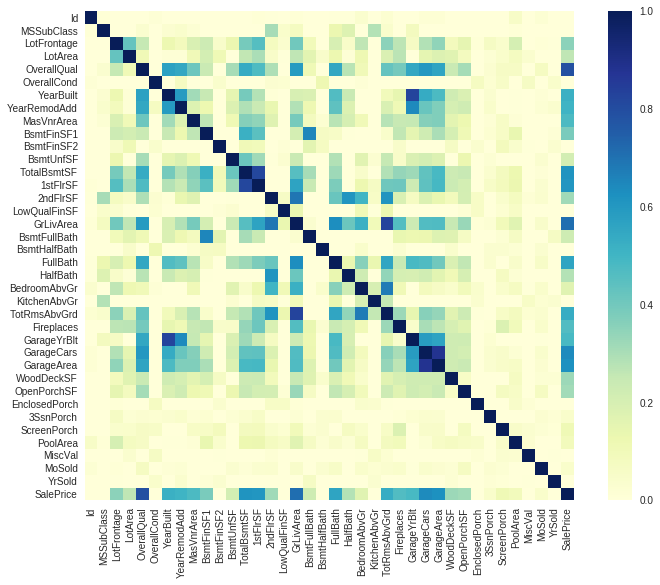 Id
MSSubClass
LotFrontage
LotArea
OverallQual
OverallCond
YearBuilt
YearRemodAdd
MasVnrArea
BsmtFinSF1
BsmtFinSF2
BsmtUnfSF
TotalBsmtSF
1stFlrSF
2ndFlrSF
LowQualFinSF
GrLivArea
BsmtFullBath
BsmtHalfBath
FullBath
HalfBath
BedroomAbvGr
KitchenAbvGr
TotRmsAbvGrd
Fireplaces
GarageYrBlt
GarageCars
GarageArea
WoodDeckSF
OpenPorchSF
EnclosedPorch
3SsnPorch
ScreenPorch
PoolArea
MiscVal
MoSold
YrSold
SalePrice
Id
MSSubClass
LotFrontage
LotArea
OverallQual
OverallCond
YearBuilt
YearRemodAdd
MasVnrArea
BsmtFinSF1
BsmtFinSF2
BsmtUnfSF
TotalBsmtSF
1stFlrSF
2ndFlrSF
LowQualFinSF
GrLivArea
BsmtFullBath
BsmtHalfBath
FullBath
HalfBath
BedroomAbvGr
KitchenAbvGr
TotRmsAbvGrd
Fireplaces
GarageYrBlt
GarageCars
GarageArea
WoodDeckSF
OpenPorchSF
EnclosedPorch
3SsnPorch
ScreenPorch
PoolArea
MiscVal
MoSold
YrSold
SalePrice
1.0
0.8
0.6
0.4
0.2
0.0